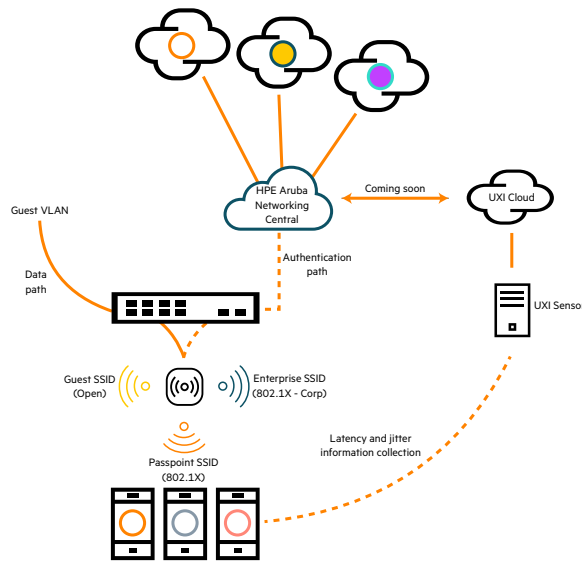 HPE Aruba
Networking
Central
Coming soon
UXI Cloud
Guest VLAN
Data
path
Authentication
path
UXI Senso
Guest SSID
(Open)
Enterprise SSID
(802.1X - Corp)
Passpoint SSID
(802.1X)
Latency and jitter
information collection